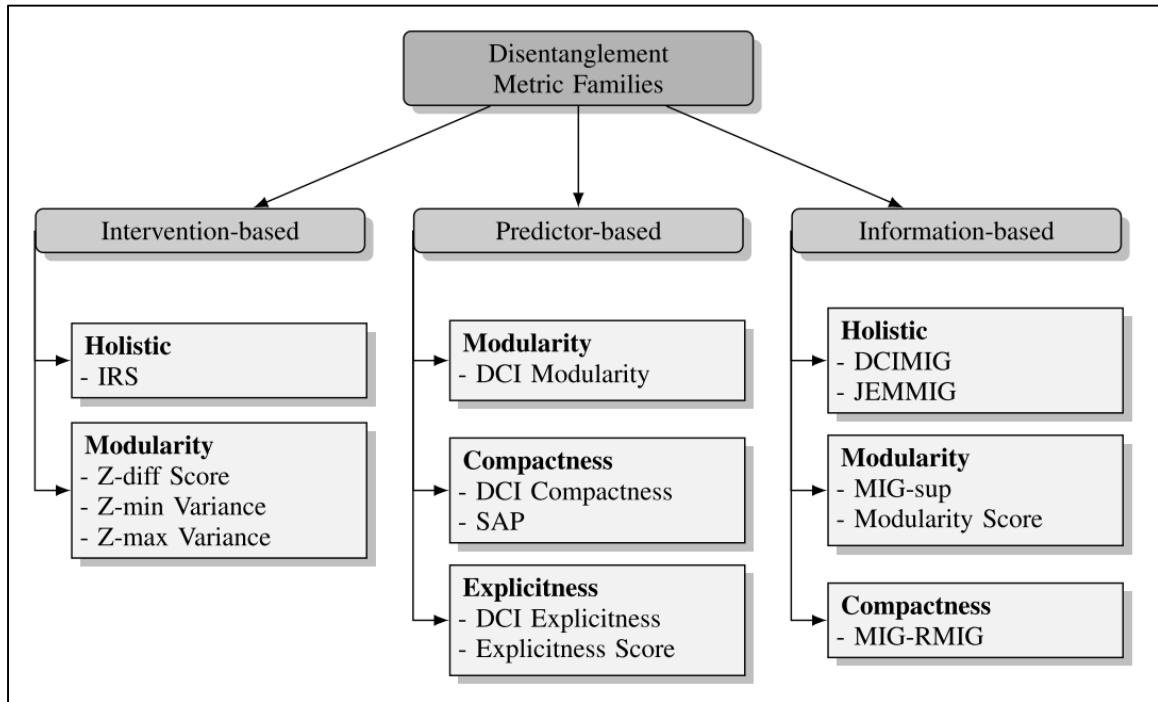 Disentanglement
Metric Families
Intervention-based
Holistic
- IRS
Modularity
- Z-diff Score
- Z-min Variance
- Z-max Variance
Predictor-based
Modularity
- DCI Modularity
Compactness
- DCI Compactness
- SAP
Explicitness
- DCI Explicitness
- Explicitness Score
Information-based
Holistic
- DCIMIG
- JEMMIG
Modularity
- MIG-sup
- Modularity Score
Compactness
- MIG-RMIG